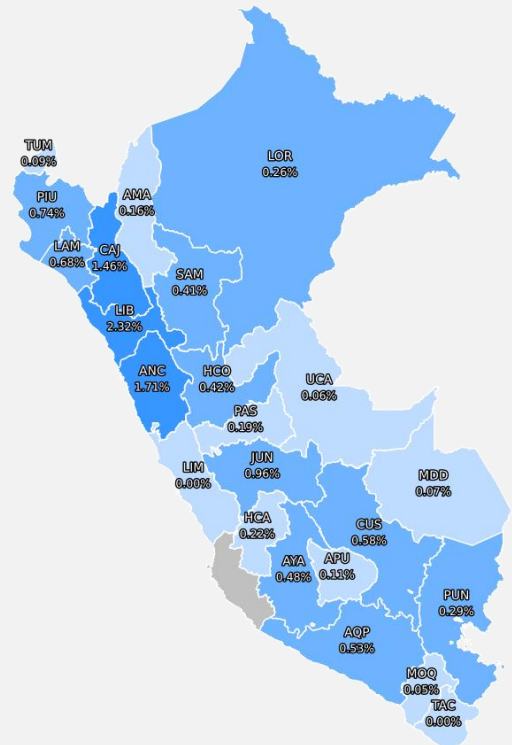 TUM
0.09%
LOR
0.26%
PIU
0.74%
AMA
0.16%
LAM
0.68%
CAJ
1.46%
SAM
0.41%
LIB
2.32%
ANC
1.71%
HCO
0.42%
UCA
0.06%
PAS
0.19%
LIM
0.00%
JUN
0.96%
MDD
0.07%
HCA
0.22%
CUS
0.58%
AYA
0.48%
APU
0.11%
PUN
0.29%
AQP
0.53%
MOQ
0.05%
TAC
0.00%